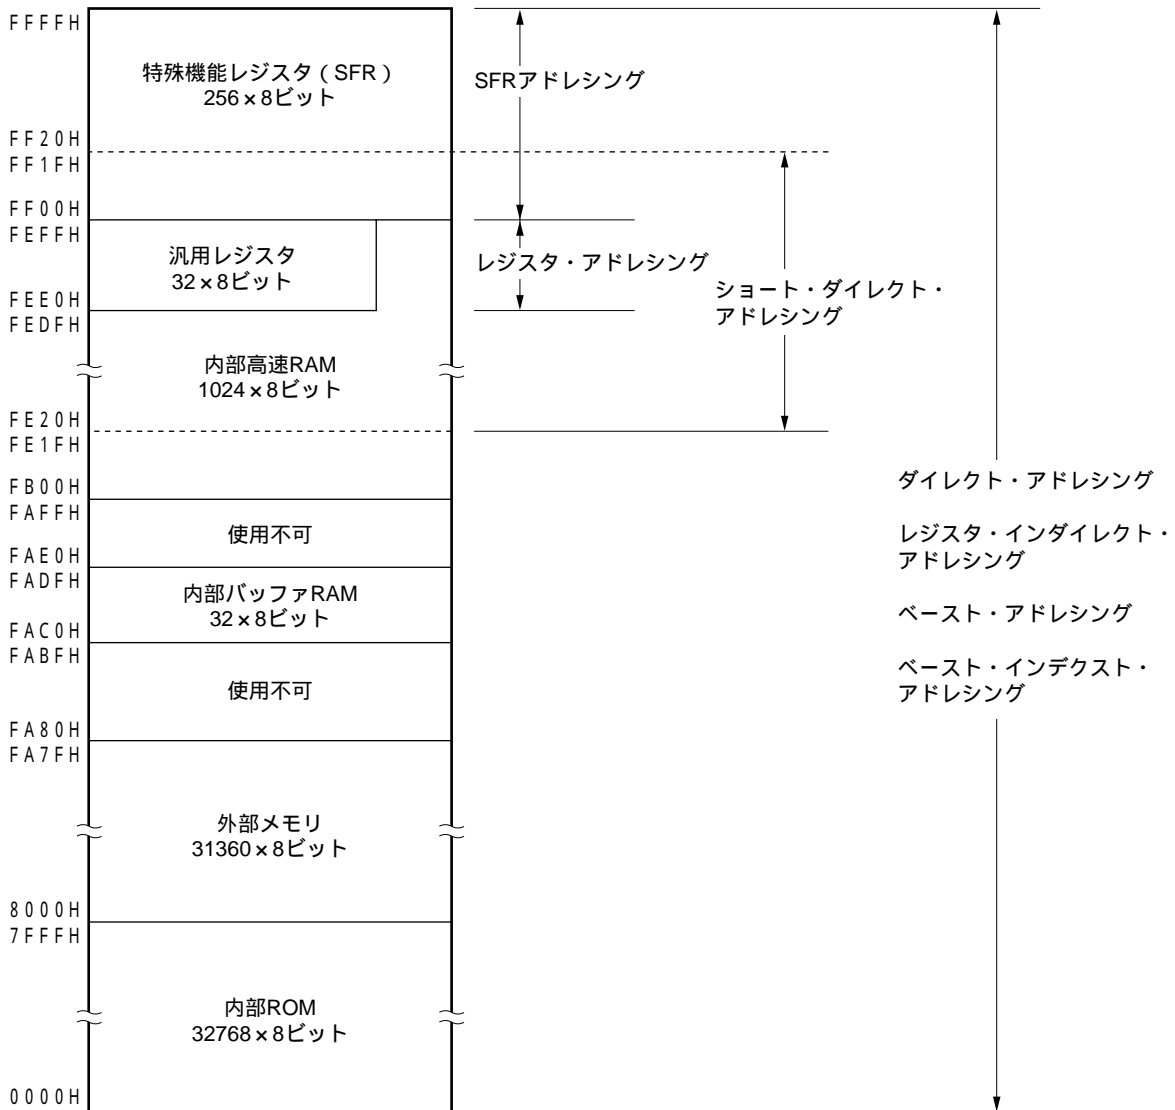 FFFFH
特殊機能レジスタ(SFR)
256×8ビット
SFRアドレシング
FF20H
FF1FH
FF00H
FEFFH
汎用レジスタ
32×8ビット
レジスタ・アドレシング
ショート・ダイレクト・
アドレシング
FEE0H
FEDFH
内部高速RAM
1024×8ビット
FE20H
FE1FH
FB00H
FAFFH
使用不可
FAE0H
FADFH
内部バッファRAM
32×8ビット
FAC0H
FABFH
使用不可
FA80H
FA7FH
外部メモリ
31360×8ビット
8000H
7FFFH
内部ROM
32768×8ビット
0000H
ダイレクト・アドレシング
レジスタ・インダイレクト・
アドレシング
ベースト・アドレシング
ベースト・インデクスト・
アドレシング